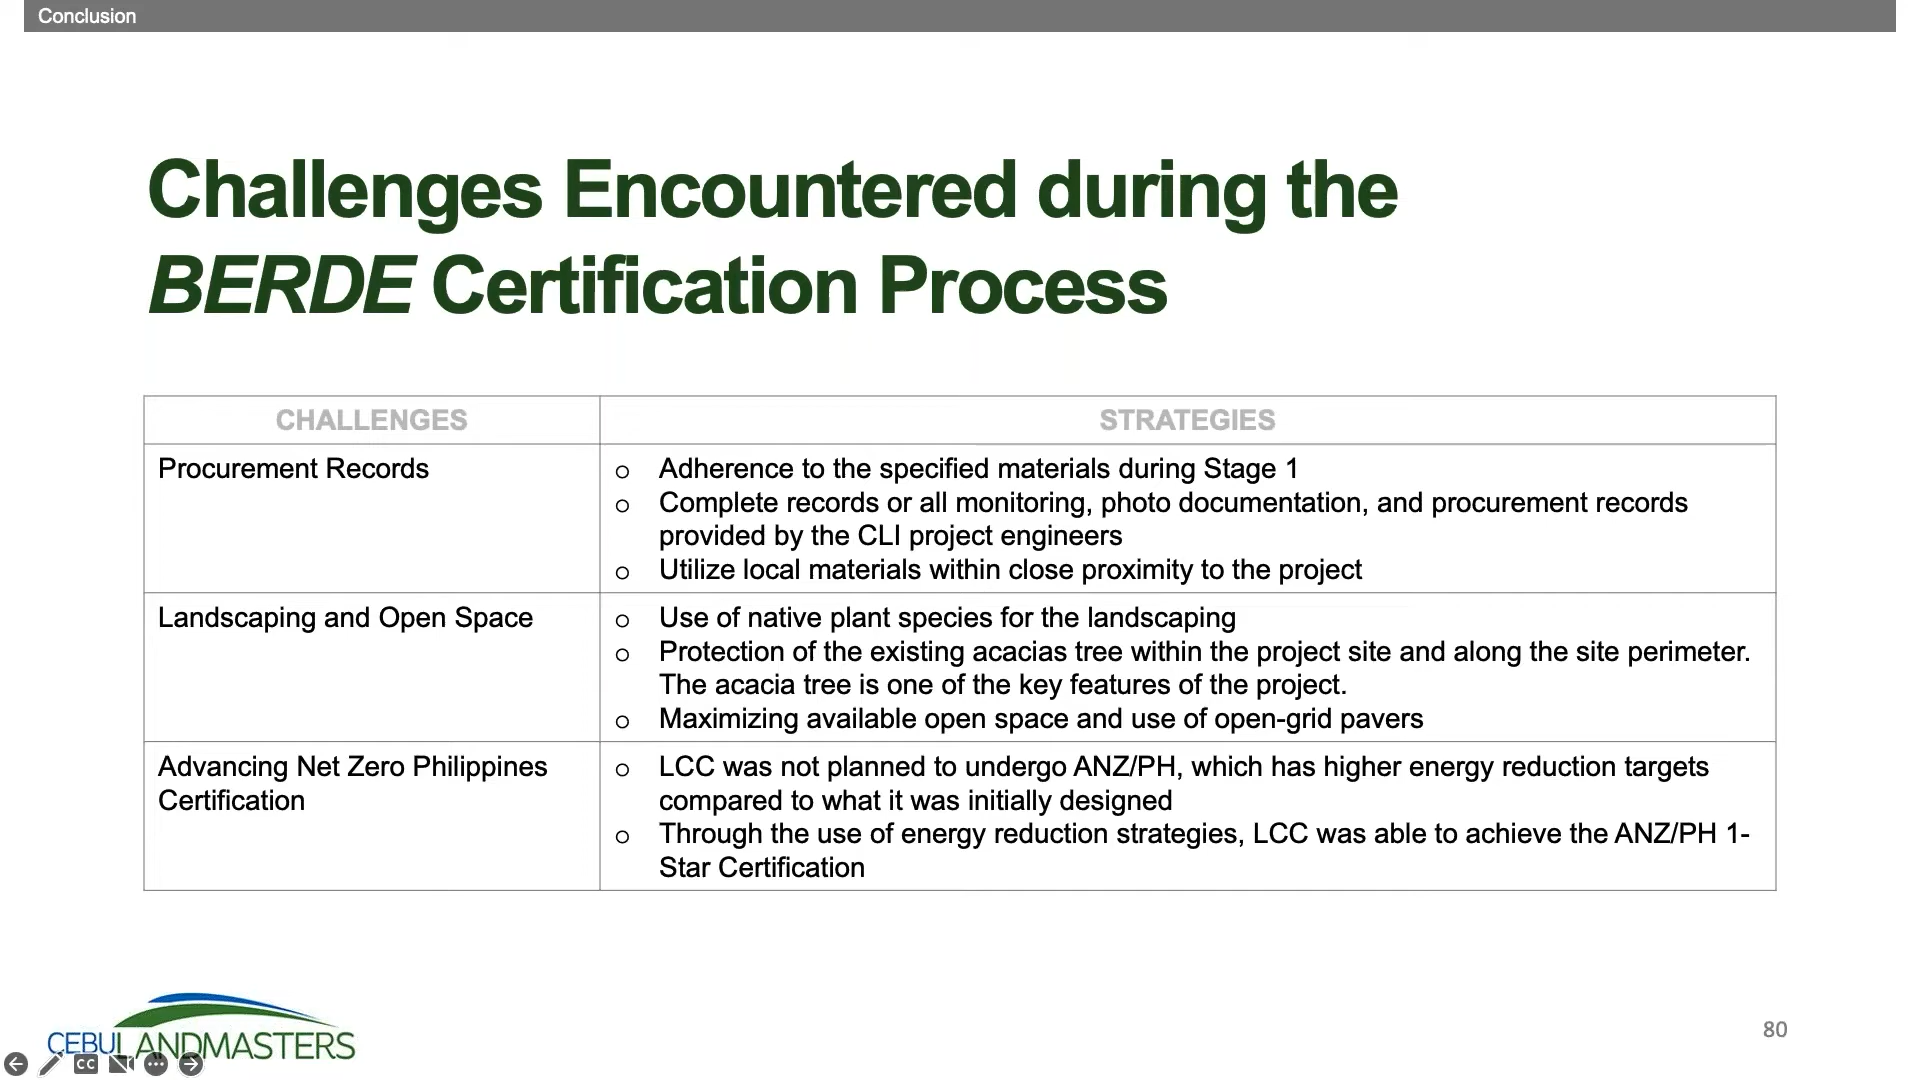 Conclusion
Challenges Encountered during the
BERDE Certification Process
CHALLENGES
STRATEGIES
Procurement Records
o Adherence to the specified materials during Stage 1
o Complete records or all monitoring, photo documentation, and procurement records
provided by the CLI project engineers
o Utilize local materials within close proximity to the project
Landscaping and Open Space
o Use of native plant species for the landscaping
o Protection of the existing acacias tree within the project site and along the site perimeter.
The acacia tree is one of the key features of the project.
o Maximizing available open space and use of open-grid pavers
Advancing Net Zero Philippines
Certification
o LCC was not planned to undergo ANZ/PH, which has higher energy reduction targets
compared to what it was initially designed
o Through the use of energy reduction strategies, LCC was able to achieve the ANZ/PH 1-
Star Certification
CEBULANDMASTERS
CC
80